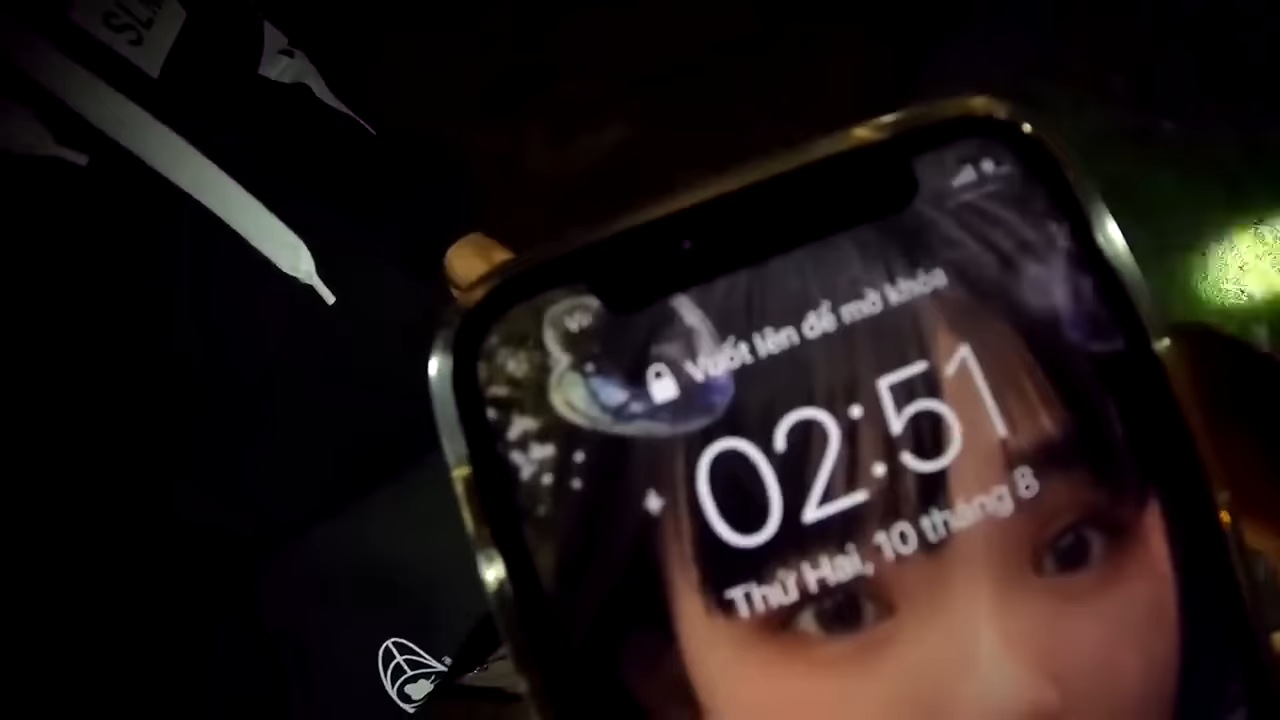 Vuốt lên để mở khóa
02:51
Thứ Hai, 10 tháng 8